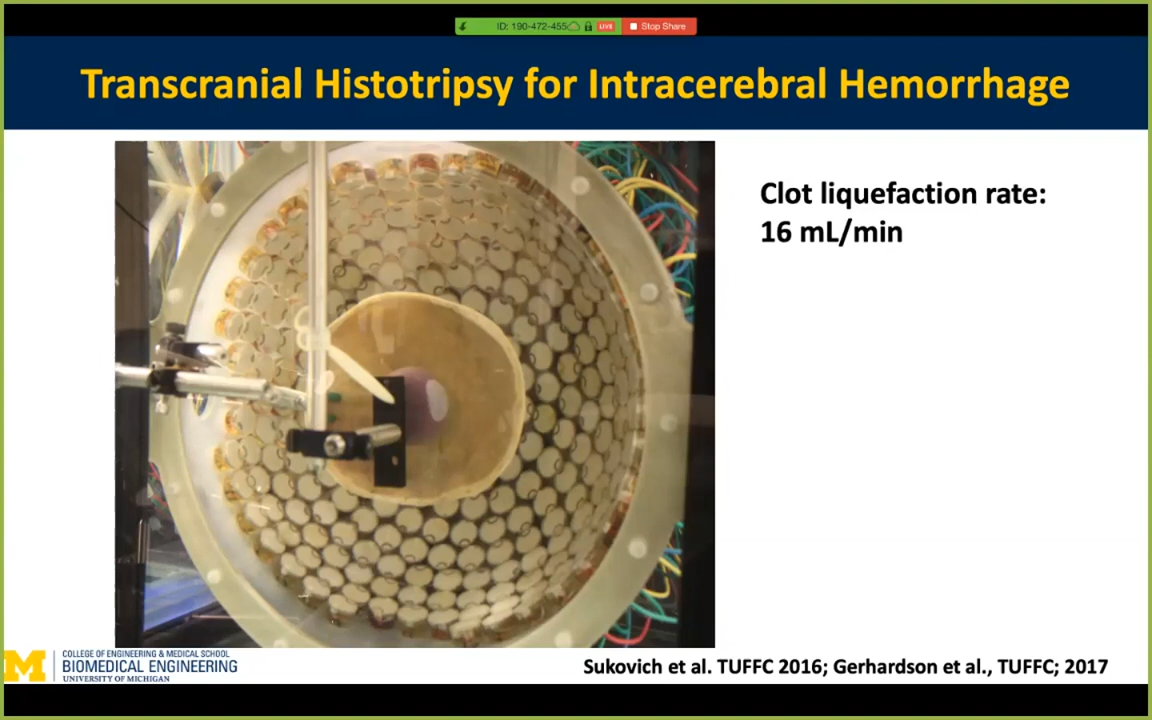 ID: 190-472-455
LIVE
Stop Share
Transcranial Histotripsy for Intracerebral Hemorrhage
Clot liquefaction rate:
16 mL/min
M
COLLEGE OF ENGINEERING & MEDICAL SCHOOL
BIOMEDICAL ENGINEERING
UNIVERSITY OF MICHIGAN
Sukovich et al. TUFFC 2016; Gerhardson et al., TUFFC; 2017